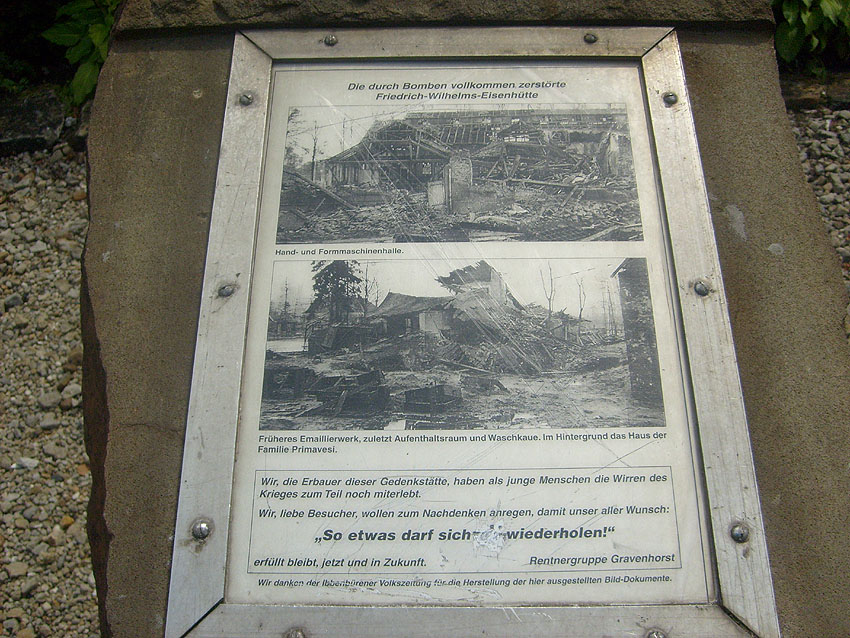 Die durch Bomben vollkommen zerstörte
Friedrich-Wilhelms-Eisenhütte
Hand- und Formmaschinenhalle.
Früheres Emaillierwerk, zuletzt Aufenthaltsraum und Waschkaue. Im Hintergrund das Haus der
Familie Primavesi.
Wir, die Erbauer dieser Gedenkstätte, haben als junge Menschen die Wirren des
Krieges zum Teil noch miterlebt.
Wir, liebe Besucher, wollen zum Nachdenken anregen, damit unser aller Wunsch:
„So etwas darf sich wiederholen!“
erfüllt bleibt, jetzt und in Zukunft. Rentnergruppe Gravenhorst
Wir danken der Ibbenbürener Volkszeitung für die Herstellung der hier ausgestellten Bild-Dokumente.